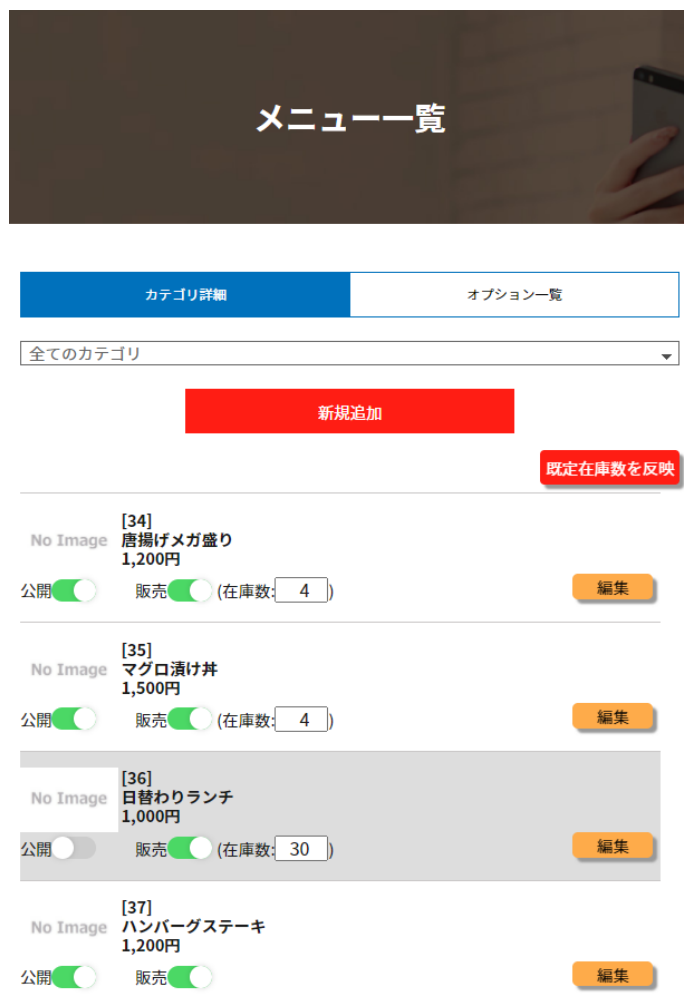 メニュー一覧
カテゴリ詳細
オプション一覧
全てのカテゴリ
新規追加
既定在庫数を反映
[34]
No Image 唐揚げメガ盛り
1,200円
公開 販売 (在庫数: 4 ) 編集
[35]
No Image マグロ漬け丼
1,500円
公開 販売 (在庫数: 4 ) 編集
[36]
No Image 日替わりランチ
1,000円
公開 販売 (在庫数: 30 ) 編集
[37]
No Image ハンバーグステーキ
1,200円
公開 販売 編集